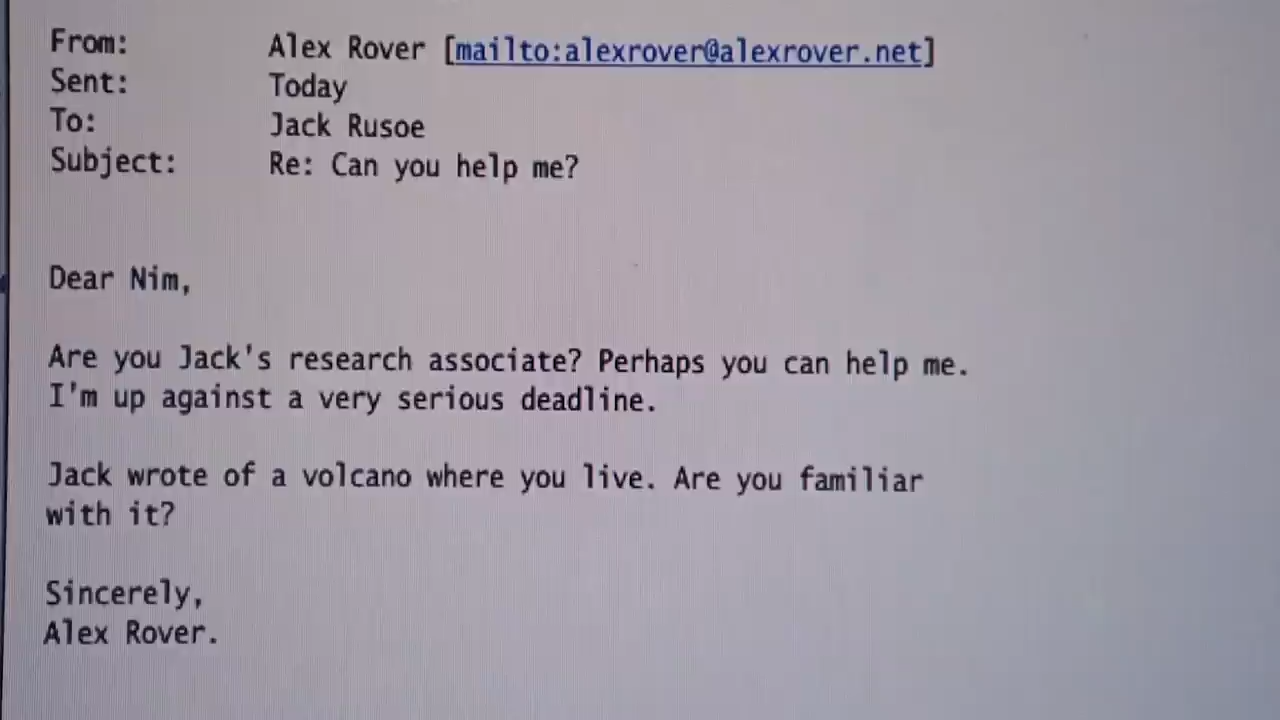 From: Alex Rover [mailto:alexrover@alexrover.net]
Sent: Today
To: Jack Rusoe
Subject: Re: Can you help me?
Dear Nim,
Are you Jack's research associate? Perhaps you can help me.
I'm up against a very serious deadline.
Jack wrote of a volcano where you live. Are you familiar
with it?
Sincerely,
Alex Rover.